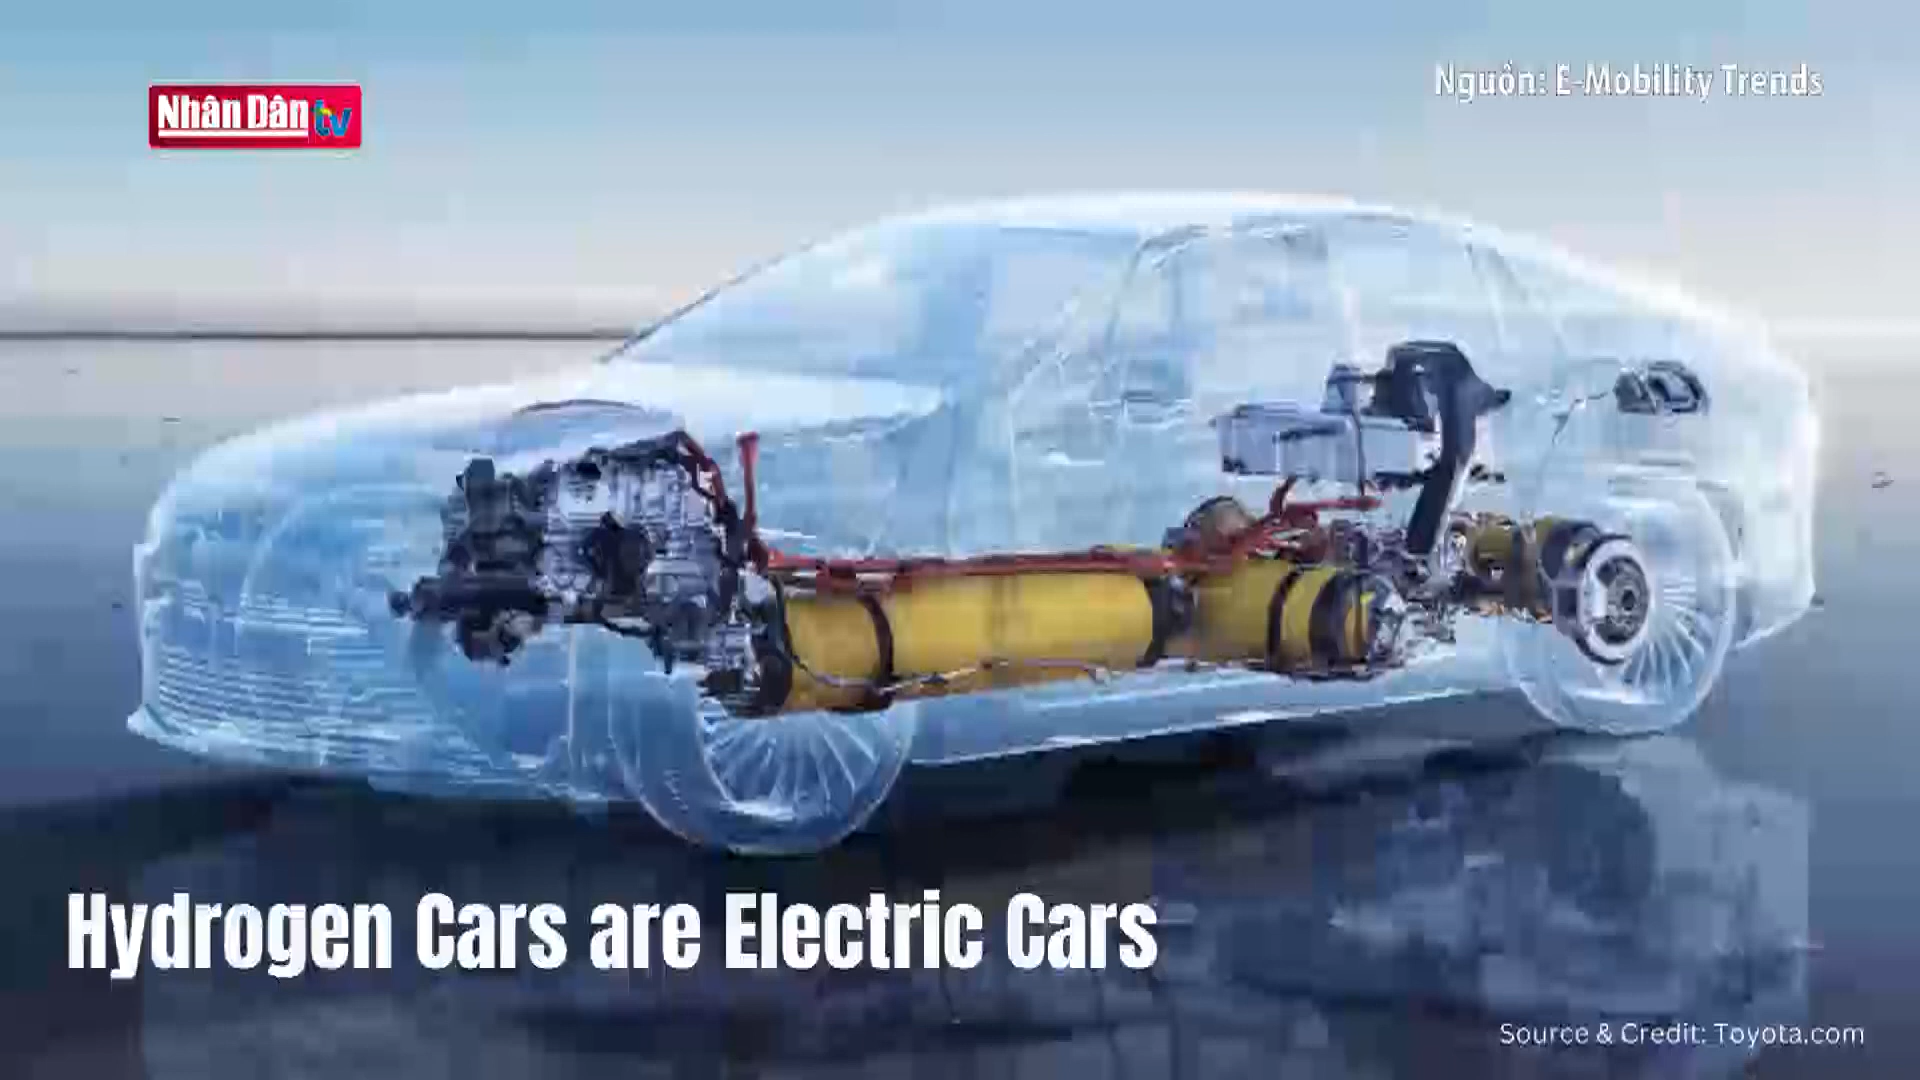 Nhân Dân tv
Nguồn: E-Mobility Trends
Hydrogen Cars are Electric Cars
Source & Credit: Toyota.com